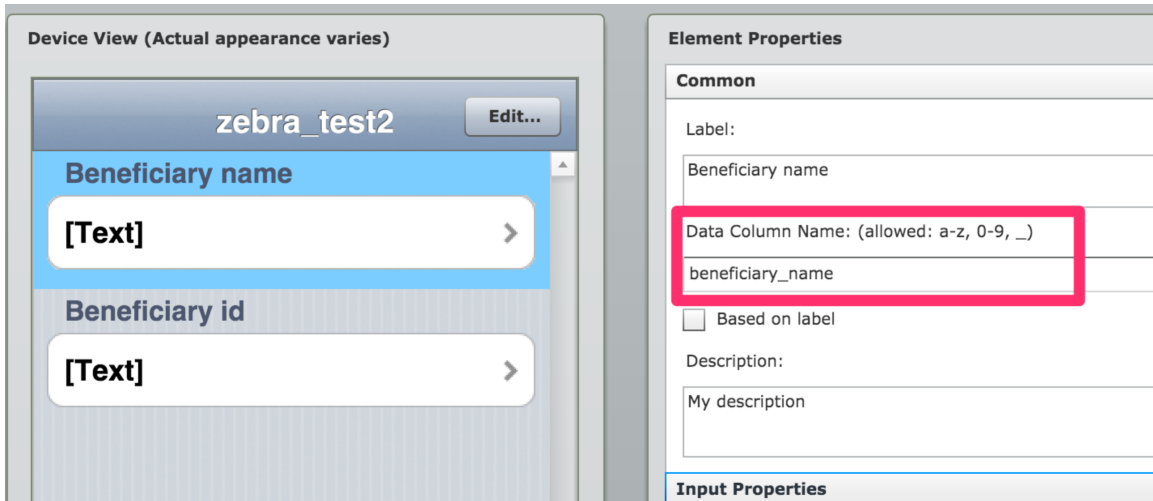 Device View (Actual appearance varies)
zebra_test2
Edit...
Beneficiary name
[Text]
Beneficiary id
[Text]
Element Properties
Common
Label:
Beneficiary name
Data Column Name: (allowed: a-z, 0-9, _)
beneficiary_name
Based on label
Description:
My description
Input Properties